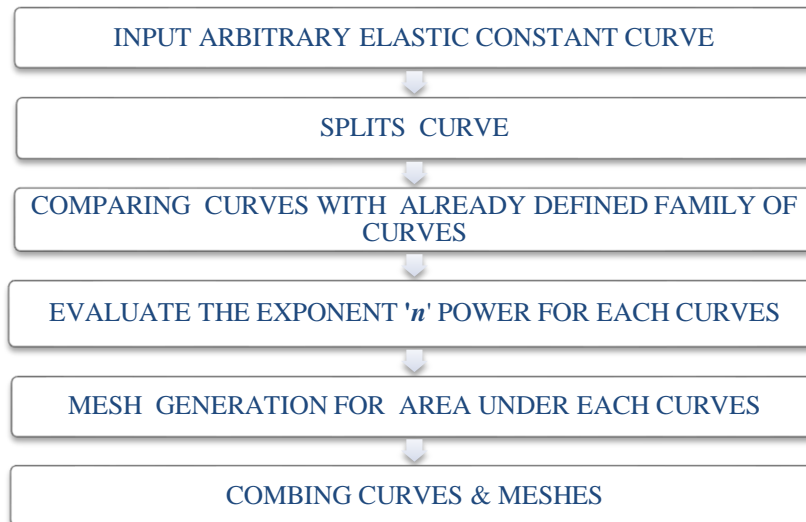 INPUT ARBITRARY ELASTIC CONSTANT CURVE
SPLITS CURVE
COMPARING CURVES WITH ALREADY DEFINED FAMILY OF
CURVES
EVALUATE THE EXPONENT 'n' POWER FOR EACH CURVES
MESH GENERATION FOR AREA UNDER EACH CURVES
COMBING CURVES & MESHES